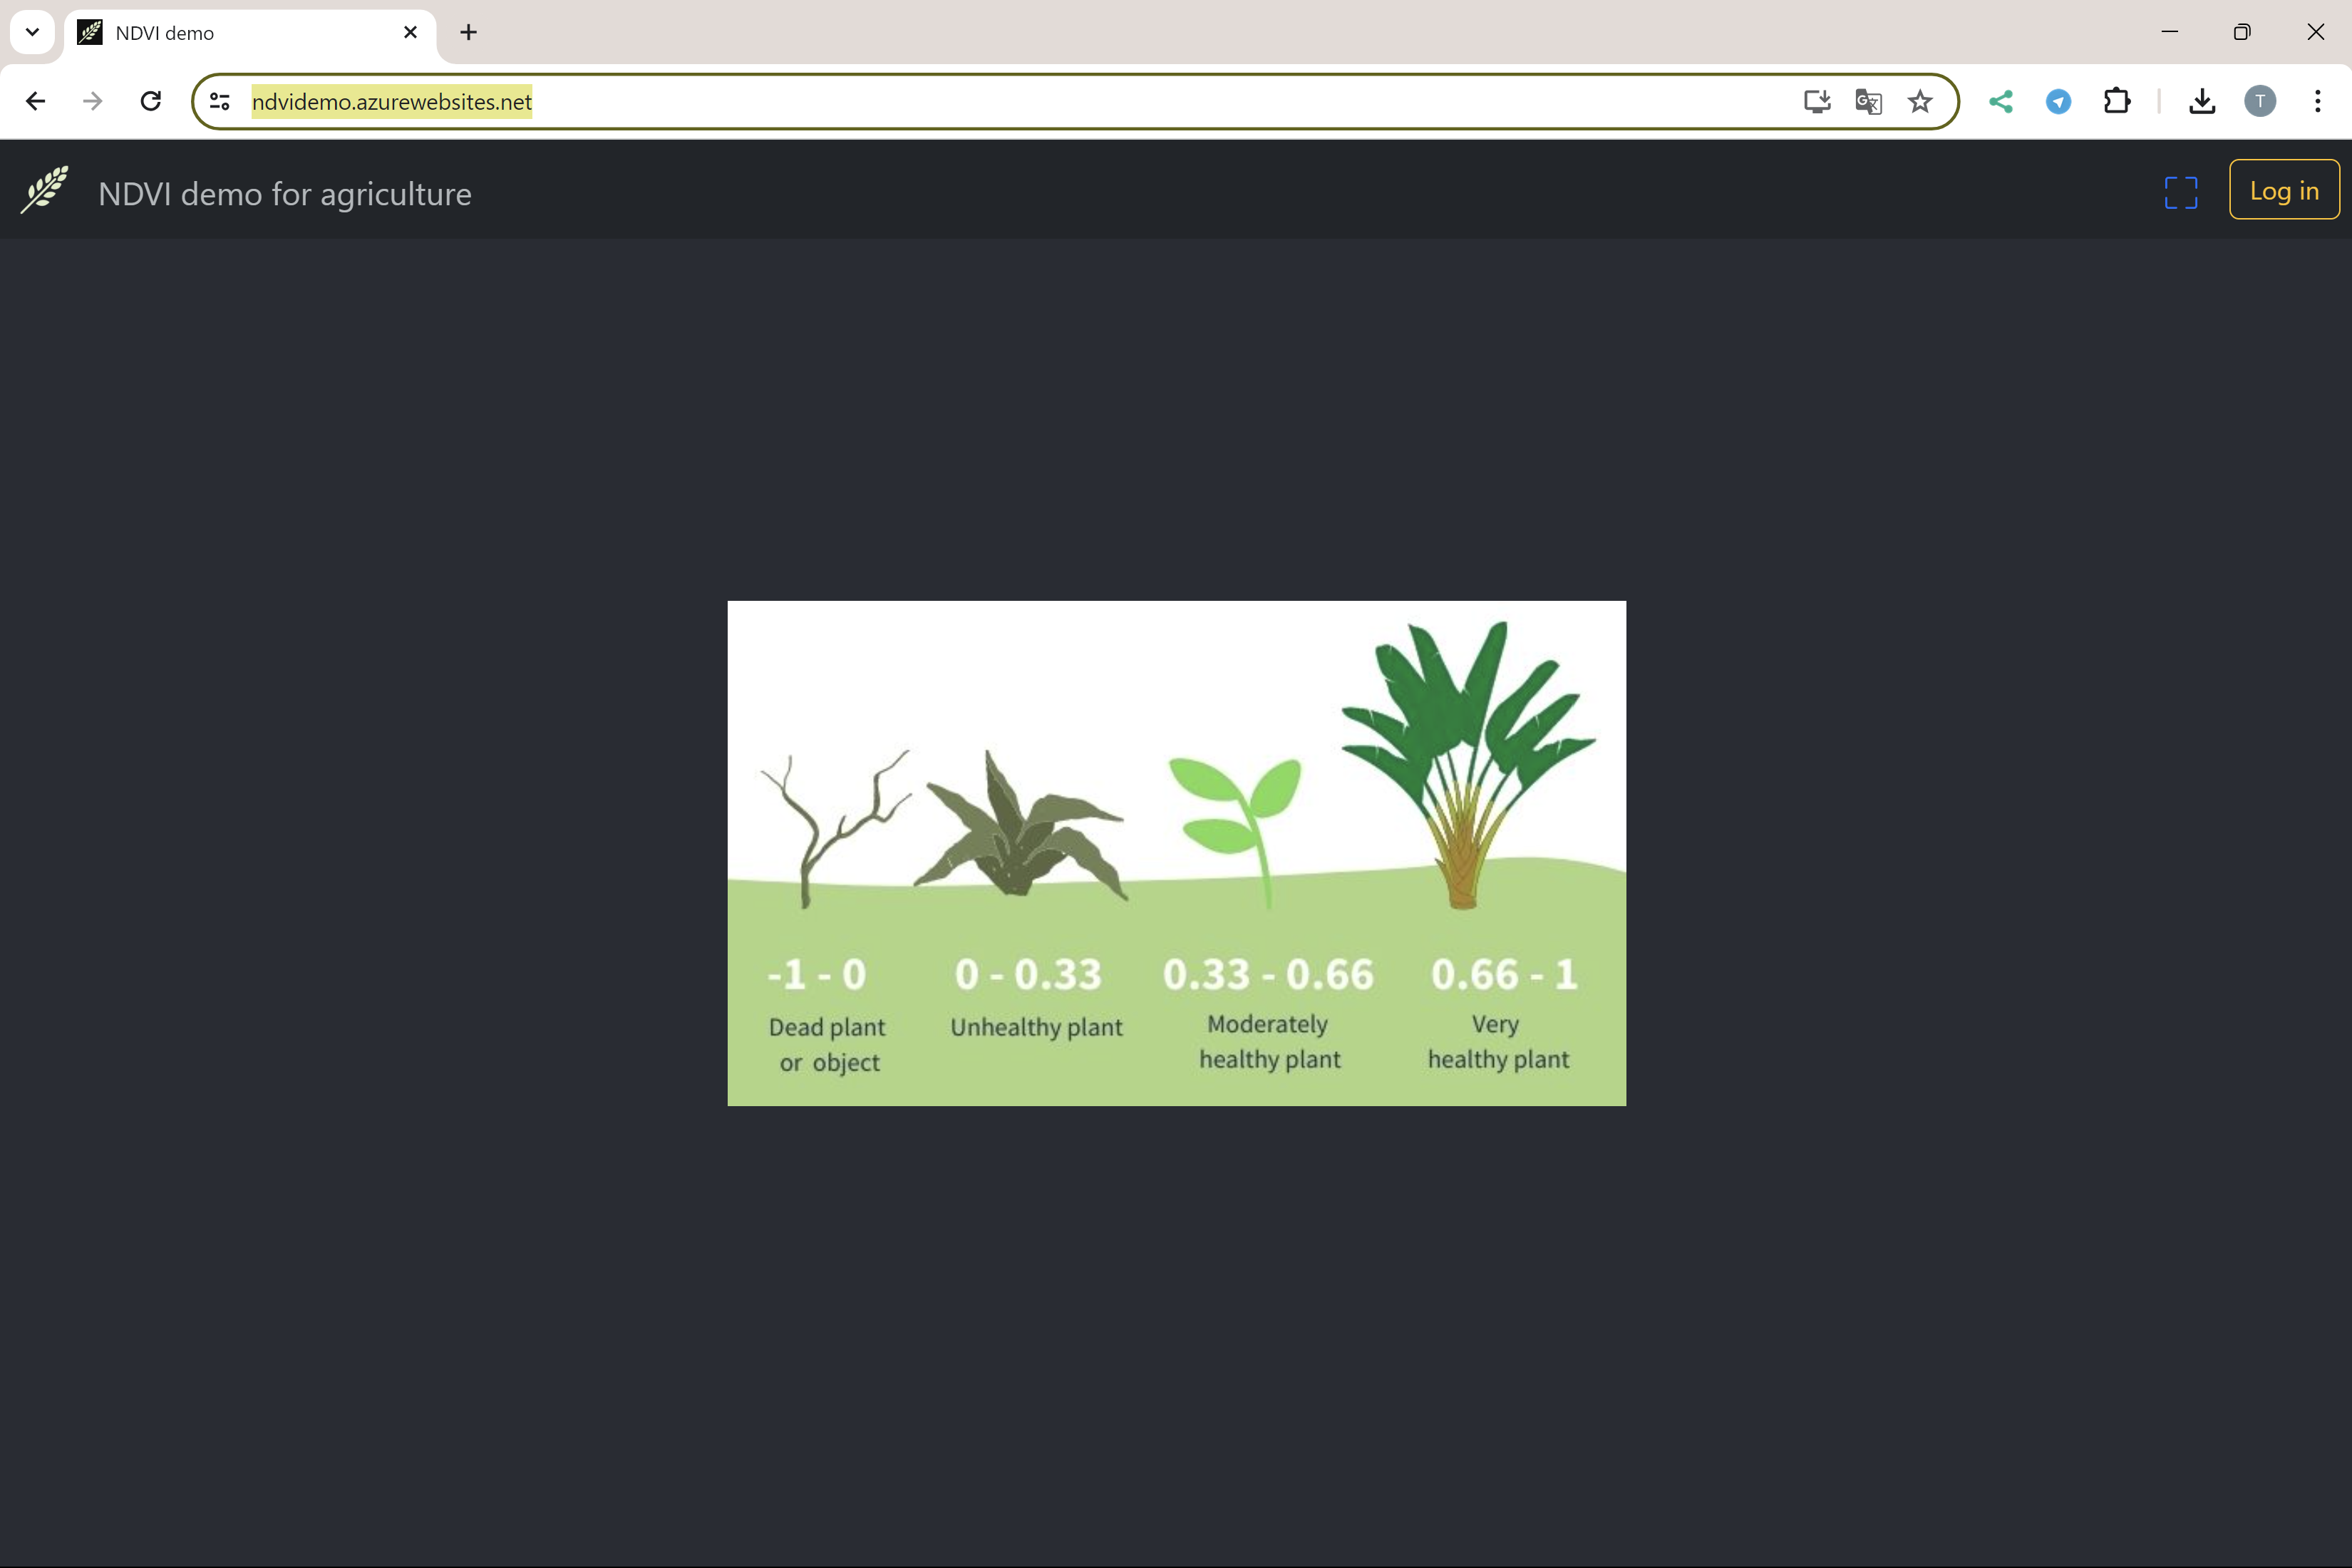 NDVI demo
ndvidemo.azurewebsites.net
T
NDVI demo for agriculture
Log in
-1 - 0
0 - 0.33
0.33 - 0.66
0.66 - 1
Dead plant
or object
Unhealthy plant
Moderately
healthy plant
Very
healthy plant